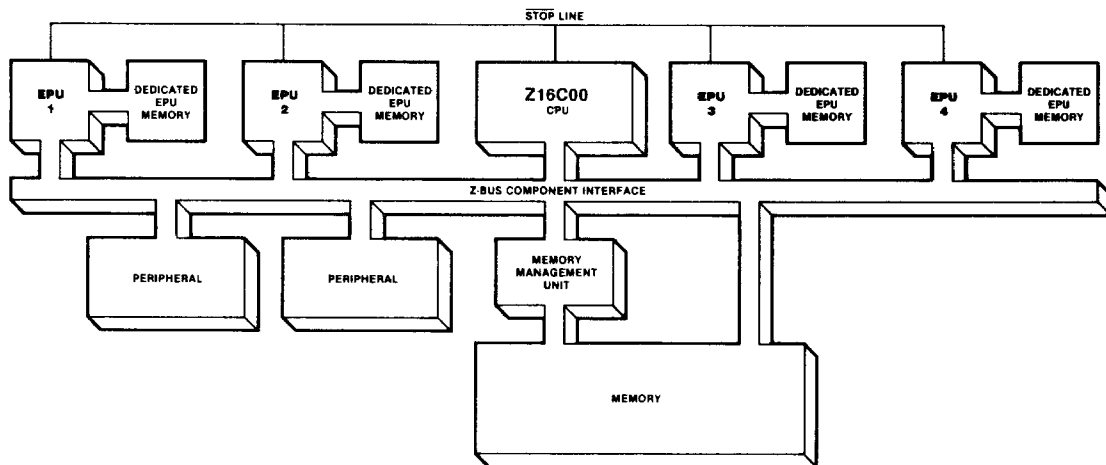 STOP LINE
EPU
1
DEDICATED
EPU
MEMORY
EPU
2
DEDICATED
EPU
MEMORY
Z16C00
CPU
EPU
3
DEDICATED
EPU
MEMORY
EPU
4
DEDICATED
EPU
MEMORY
Z-BUS COMPONENT INTERFACE
PERIPHERAL
PERIPHERAL
MEMORY
MANAGEMENT
UNIT
MEMORY